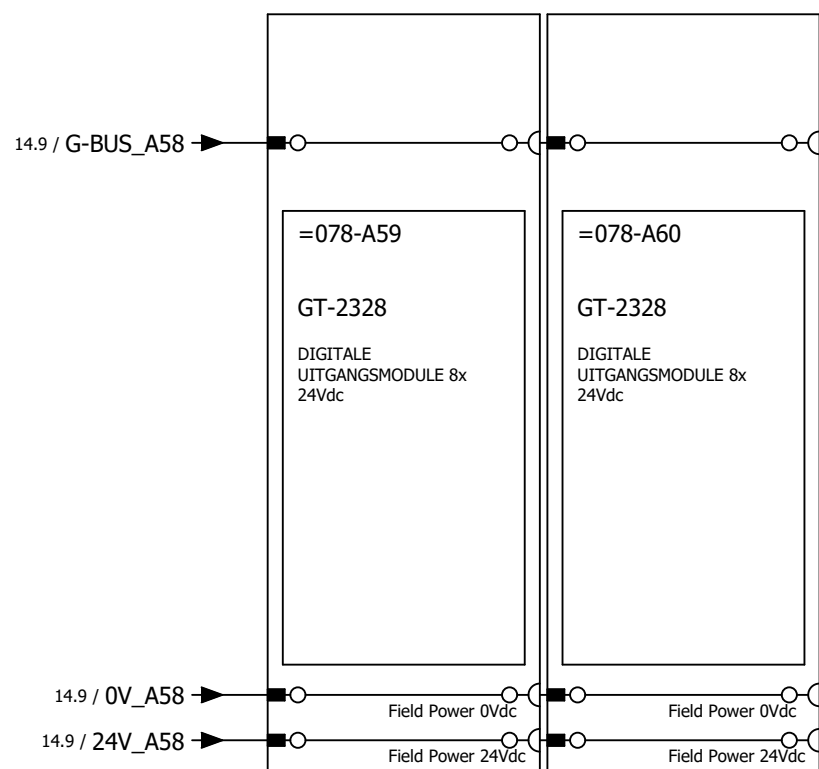 14.9 / G-BUS_A58
=078-A59
GT-2328
DIGITALE
UITGANGSMODULE 8x
24Vdc
=078-A60
GT-2328
DIGITALE
UITGANGSMODULE 8x
24Vdc
14.9 / 0V_A58
Field Power 0Vdc
Field Power 0Vdc
14.9 / 24V_A58
Field Power 24Vdc
Field Power 24Vdc